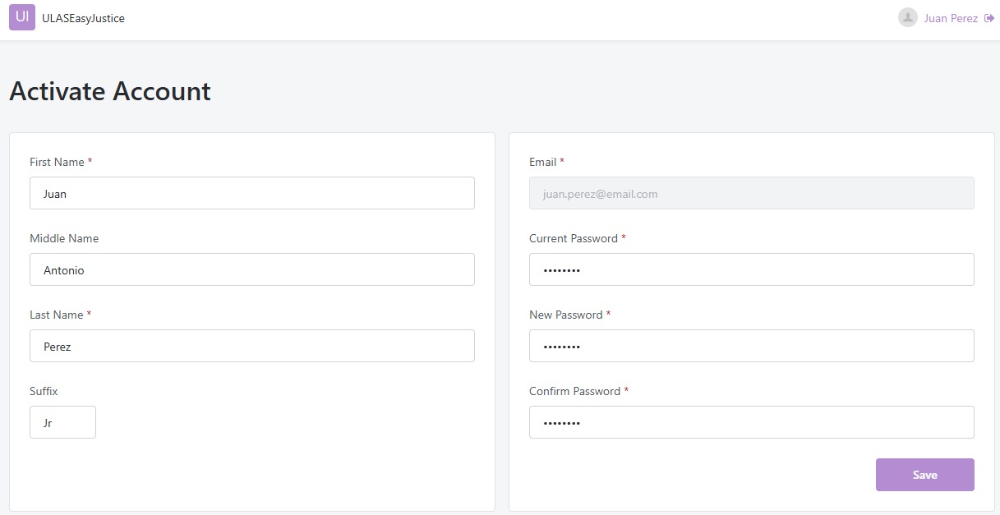 UI ULASEasyJustice
Juan Perez
Activate Account
First Name *
Juan
Middle Name
Antonio
Last Name *
Perez
Suffix
Jr
Email *
juan.perez@email.com
Current Password *
••••••••
New Password *
••••••••
Confirm Password *
••••••••
Save